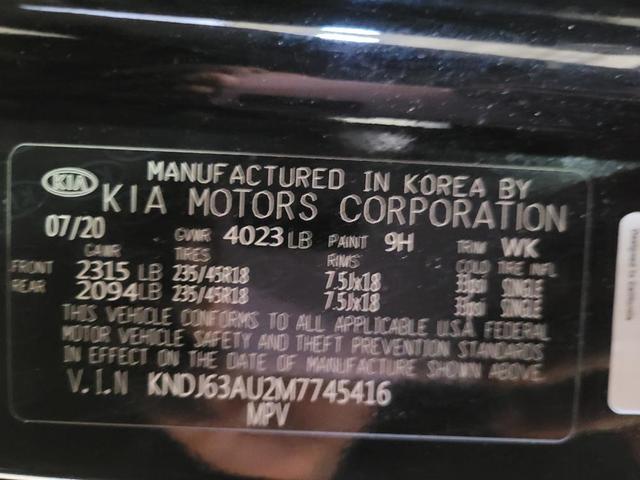 KIA
MANUFACTURED IN KOREA BY
KIA MOTORS CORPORATION
07/20 GVWR 4023 LB PAINT 9H TRIM WK
GAWR TIRES RIMS COLD TIRE INFL
FRONT 2315 LB 235/45R18 7.5Jx18 33psi SINGLE
REAR 2094LB 235/45R18 7.5Jx18 33psi SINGLE
THIS VEHICLE CONFORMS TO ALL APPLICABLE U.S.A. FEDERAL
MOTOR VEHICLE SAFETY AND THEFT PREVENTION STANDARDS
IN EFFECT ON THE DATE OF MANUFACTURE SHOWN ABOVE.
V.I.N KNDJ63AU2M7745416
MPV